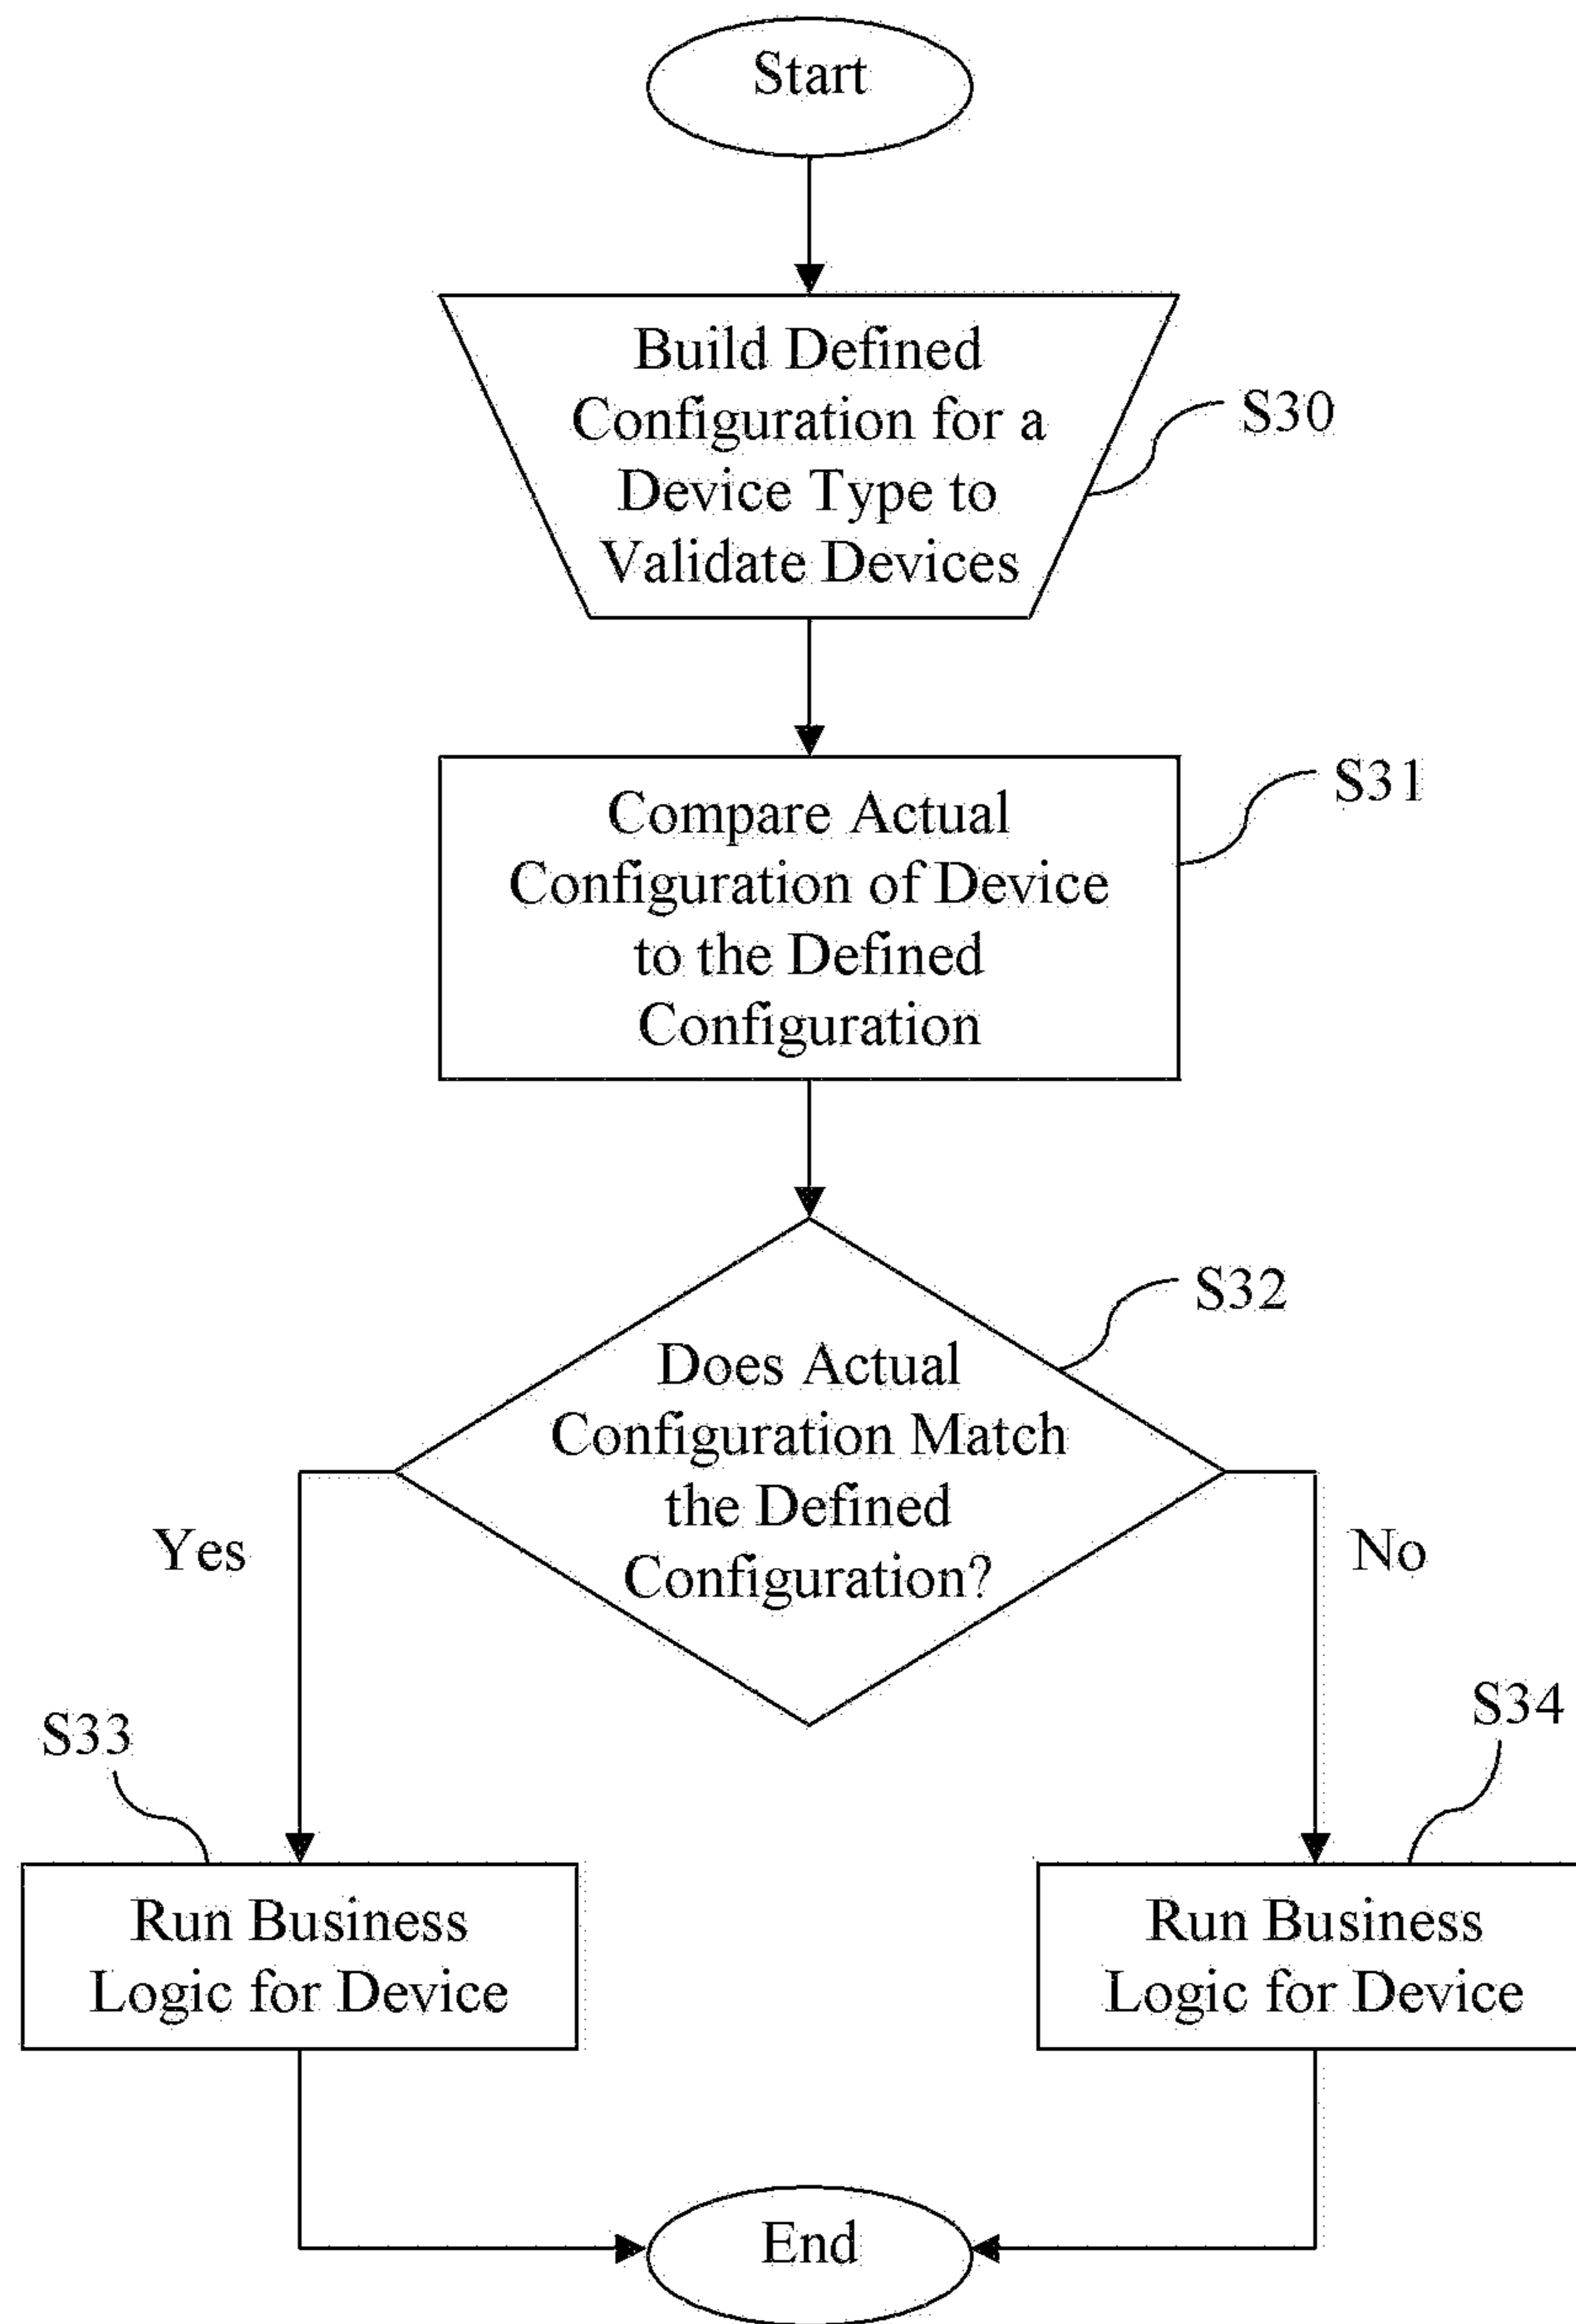 Start
Build Defined
Configuration for a
Device Type to
Validate Devices
S30
Compare Actual
Configuration of Device
to the Defined
Configuration
S31
Does Actual
Configuration Match
the Defined
Configuration?
S32
Yes
No
S33
S34
Run Business
Logic for Device
Run Business
Logic for Device
End